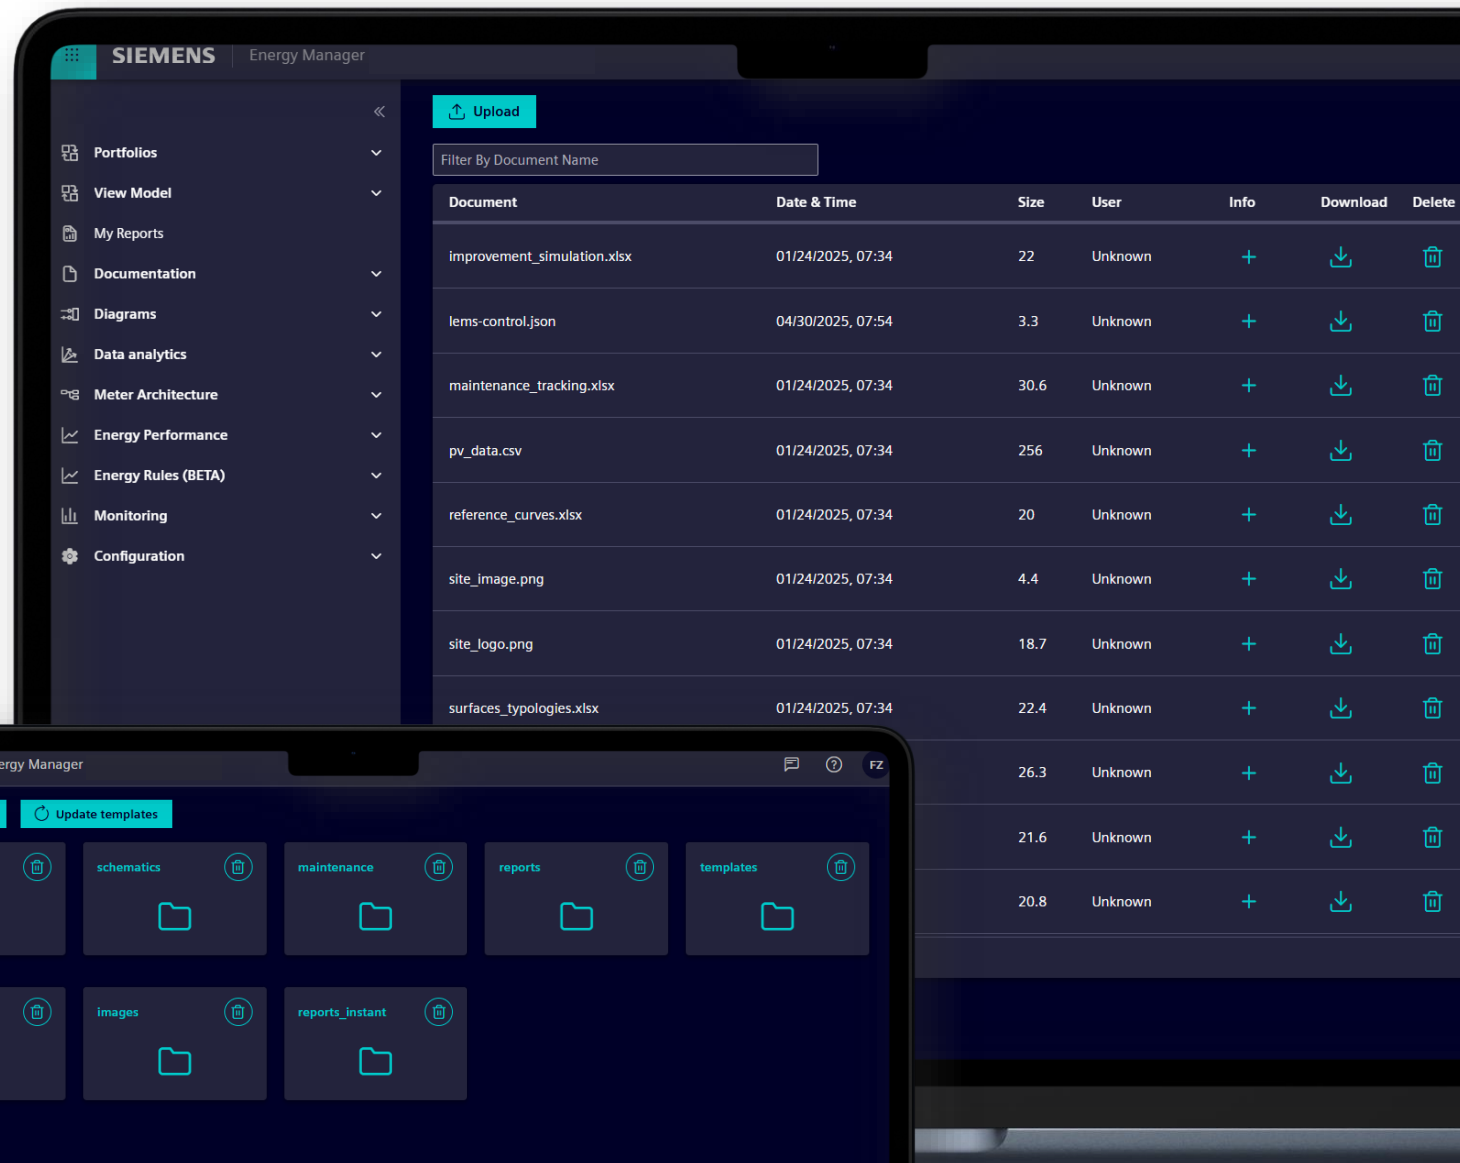 SIEMENS Energy Manager
Upload
Filter By Document Name
Portfolios
View Model
My Reports
Documentation
Diagrams
Data analytics
Meter Architecture
Energy Performance
Energy Rules (BETA)
Monitoring
Configuration
Document Date & Time Size User Info Download Delete
improvement_simulation.xlsx 01/24/2025, 07:34 22 Unknown
lems-control.json 04/30/2025, 07:54 3.3 Unknown
maintenance_tracking.xlsx 01/24/2025, 07:34 30.6 Unknown
pv_data.csv 01/24/2025, 07:34 256 Unknown
reference_curves.xlsx 01/24/2025, 07:34 20 Unknown
site_image.png 01/24/2025, 07:34 4.4 Unknown
site_logo.png 01/24/2025, 07:34 18.7 Unknown
surfaces_typologies.xlsx 01/24/2025, 07:34 22.4 Unknown
26.3 Unknown
21.6 Unknown
20.8 Unknown
ergy Manager FZ
Update templates
schematics maintenance reports templates
images reports_instant